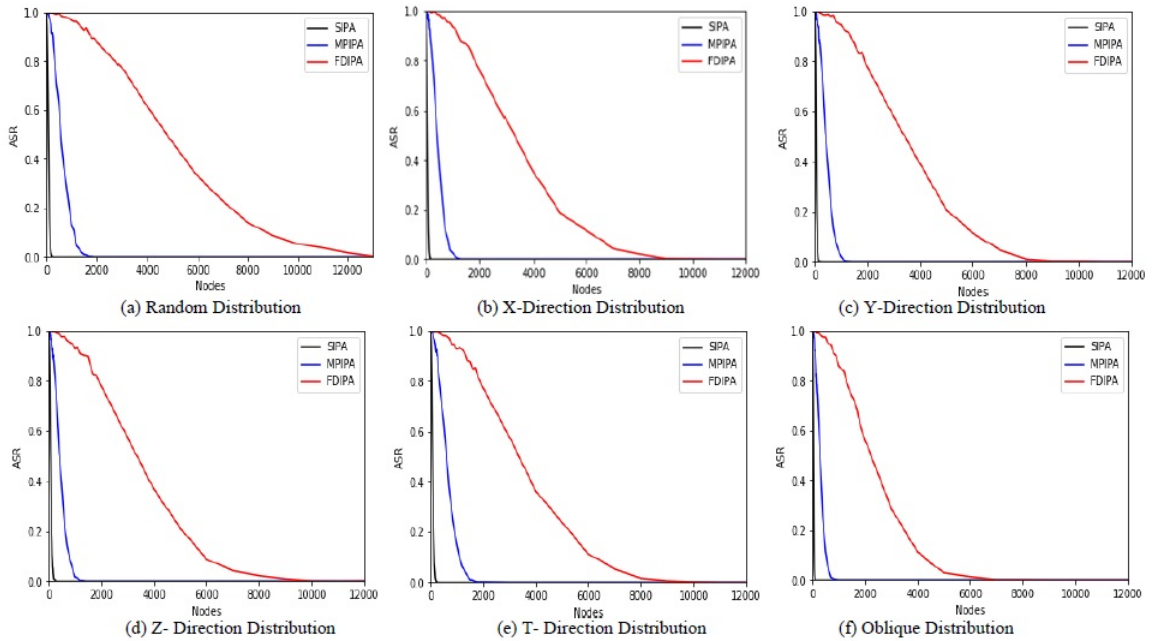 1.0
0.8
0.6
0.4
0.2
0.0
ASR
SIPA
MPIPA
FDIPA
0 2000 4000 6000 8000 10000 12000
Nodes
(a) Random Distribution
1.0
0.8
0.6
0.4
0.2
0.0
ASR
SIPA
MPIPA
FDIPA
0 2000 4000 6000 8000 10000 12000
Nodes
(b) X-Direction Distribution
1.0
0.8
0.6
0.4
0.2
0.0
ASR
SIPA
MPIPA
FDIPA
0 2000 4000 6000 8000 10000 12000
Nodes
(c) Y-Direction Distribution
1.0
0.8
0.6
0.4
0.2
0.0
ASR
SIPA
MPIPA
FDIPA
0 2000 4000 6000 8000 10000 12000
Nodes
(d) Z- Direction Distribution
1.0
0.8
0.6
0.4
0.2
0.0
ASR
SIPA
MPIPA
FDIPA
0 2000 4000 6000 8000 10000 12000
Nodes
(e) T- Direction Distribution
1.0
0.8
0.6
0.4
0.2
0.0
ASR
SIPA
MPIPA
FDIPA
0 2000 4000 6000 8000 10000 12000
Nodes
(f) Oblique Distribution